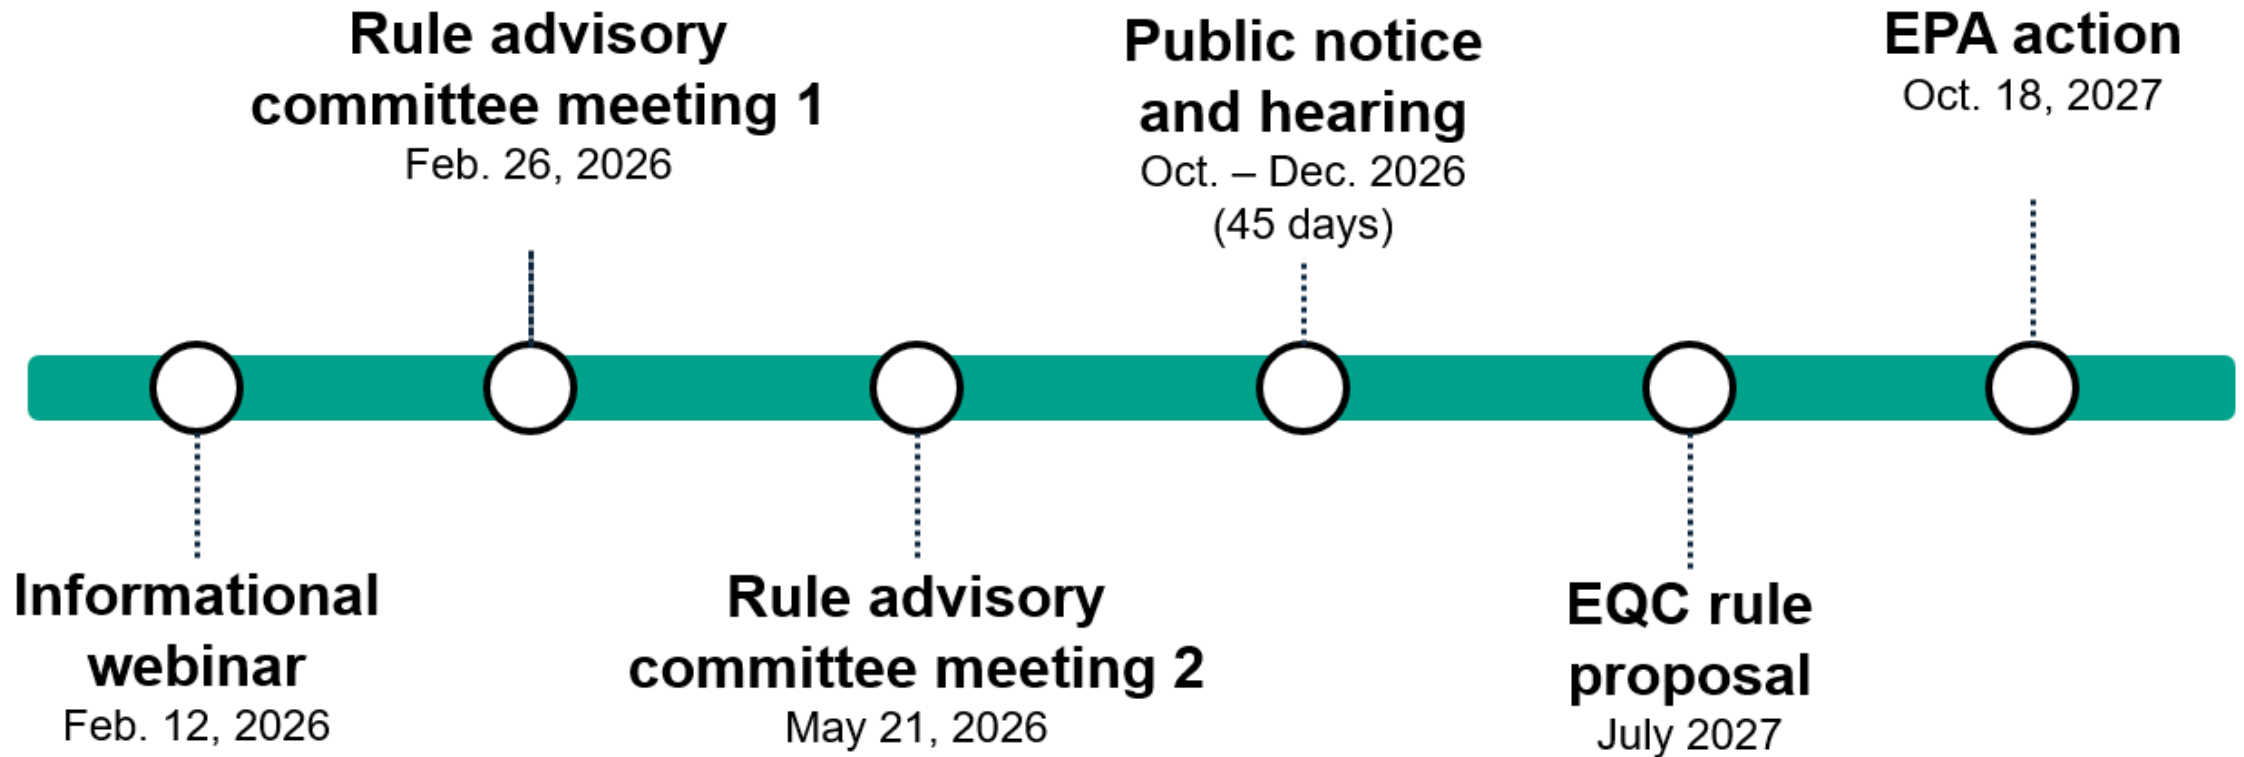 Rule advisory
committee meeting 1
Feb. 26, 2026
Public notice
and hearing
Oct. – Dec. 2026
(45 days)
EPA action
Oct. 18, 2027
Informational
webinar
Feb. 12, 2026
Rule advisory
committee meeting 2
May 21, 2026
EQC rule
proposal
July 2027